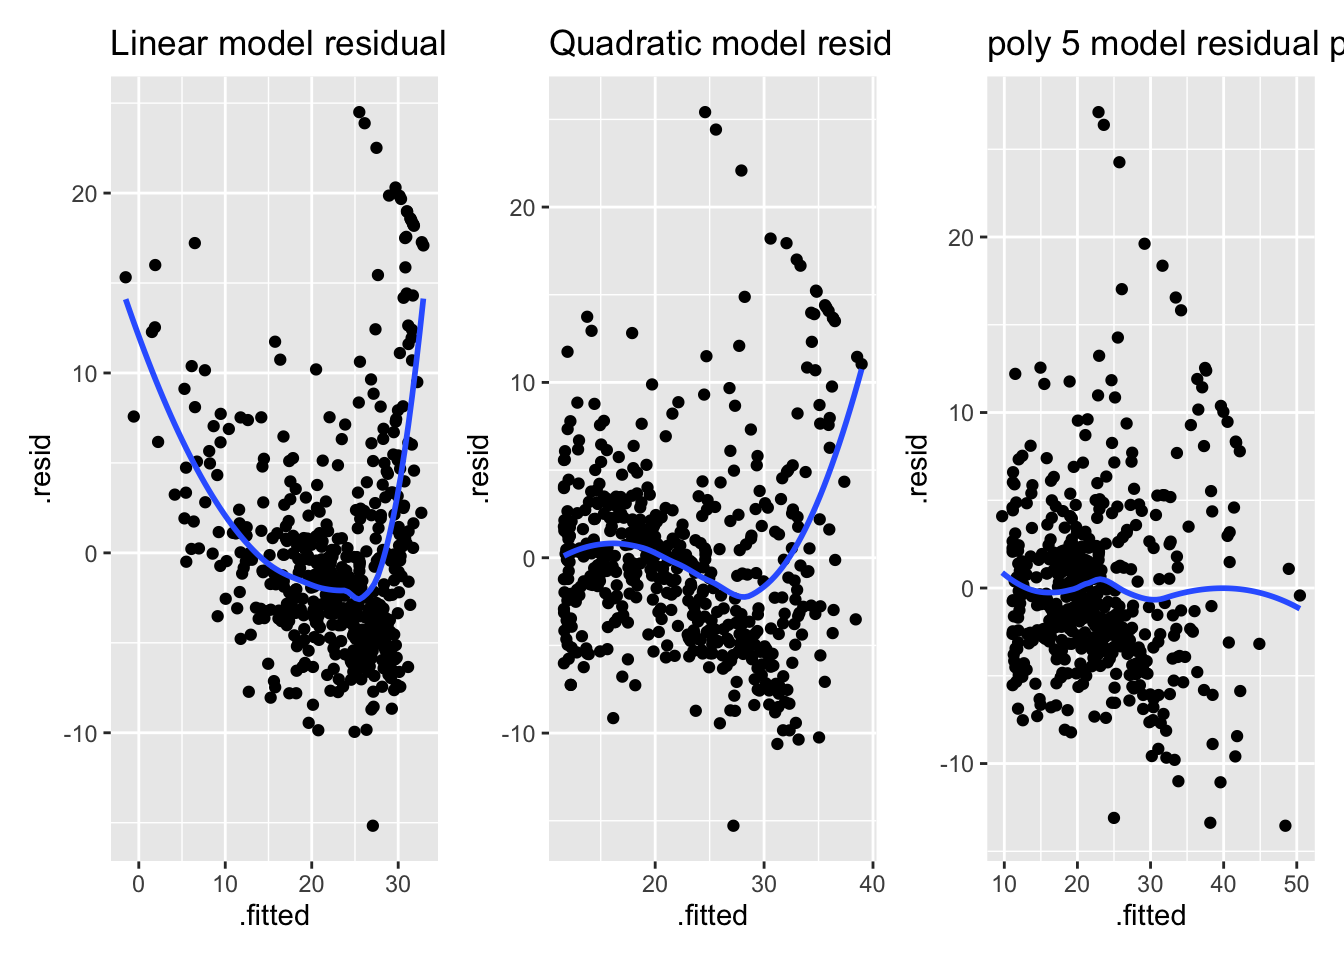 Linear model residual
Quadratic model resid
poly 5 model residual p
.resid
20
10
0
-10
0 10 20 30
.fitted
.resid
20
10
0
-10
20 30 40
.fitted
.resid
20
10
0
-10
10 20 30 40 50
.fitted